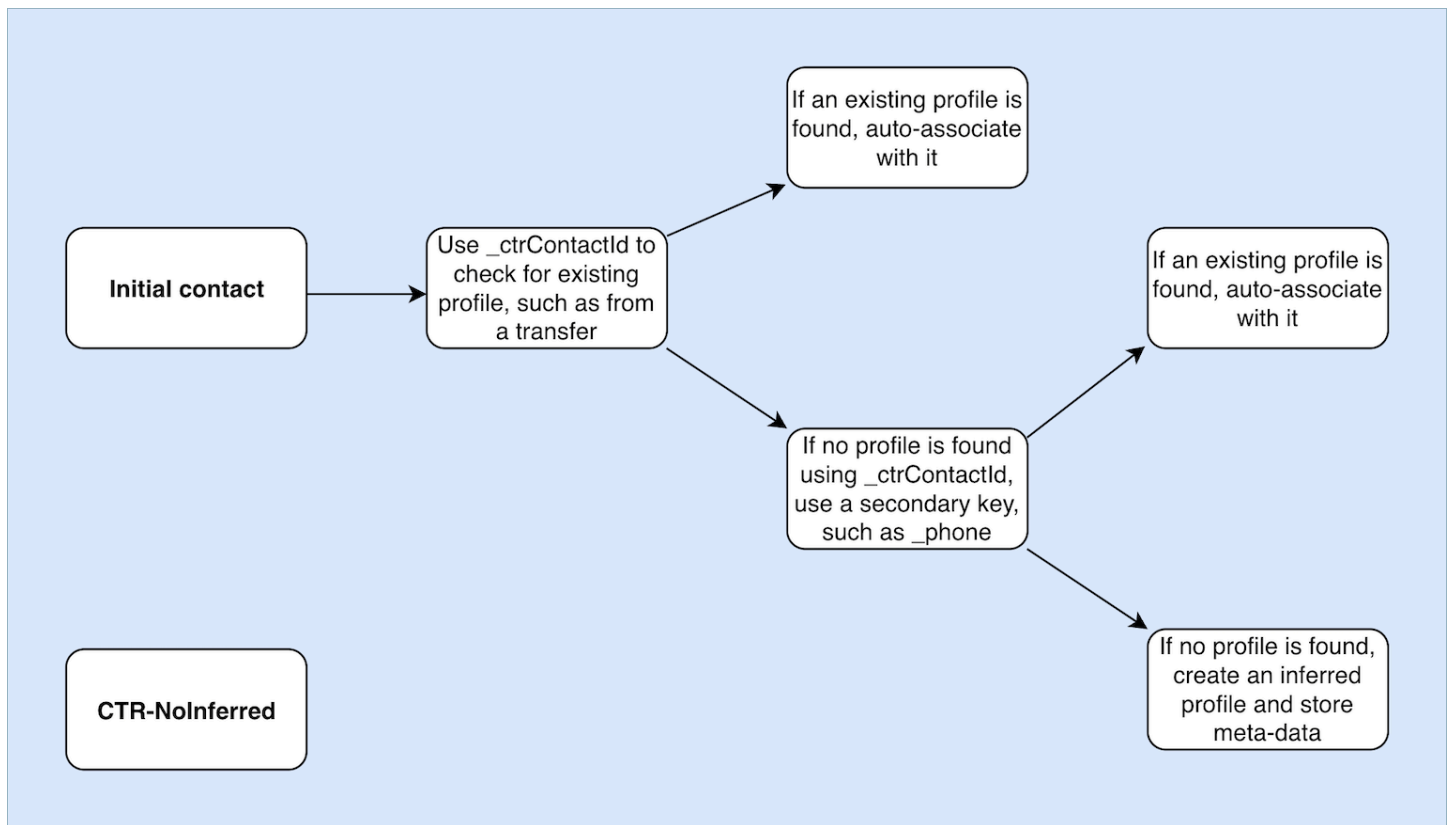 If an existing profile is
found, auto-associate
with it
Initial contact
Use _ctrContactId to
check for existing
profile, such as from
a transfer
If an existing profile is
found, auto-associate
with it
If no profile is found
using _ctrContactId,
use a secondary key,
such as _phone
CTR-NoInferred
If no profile is found,
create an inferred
profile and store
meta-data